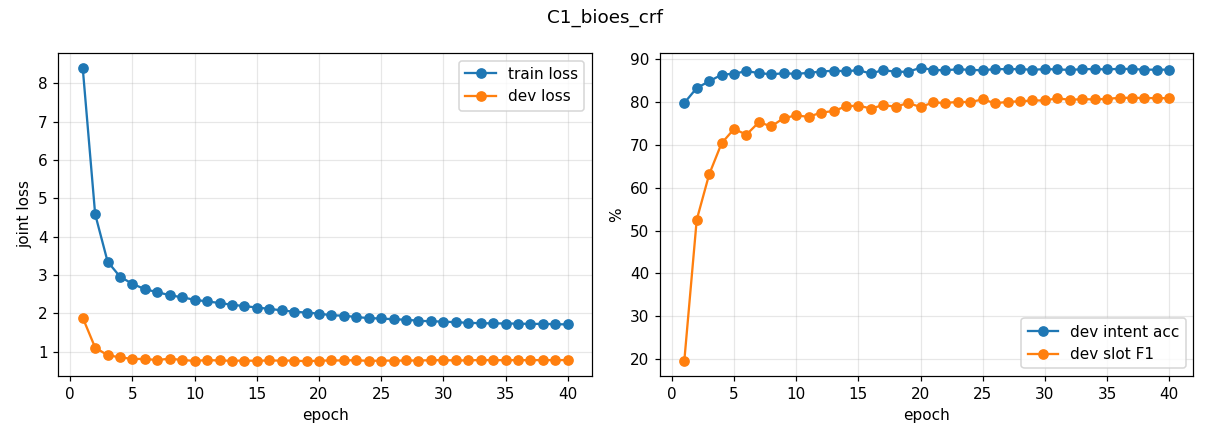 C1_bioes_crf
joint loss
8
7
6
5
4
3
2
1
0 5 10 15 20 25 30 35 40
epoch
train loss
dev loss
%
90
80
70
60
50
40
30
20
0 5 10 15 20 25 30 35 40
epoch
dev intent acc
dev slot F1